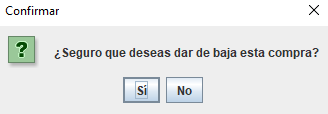 Confirmar
¿Seguro que deseas dar de baja esta compra?
Sí
No